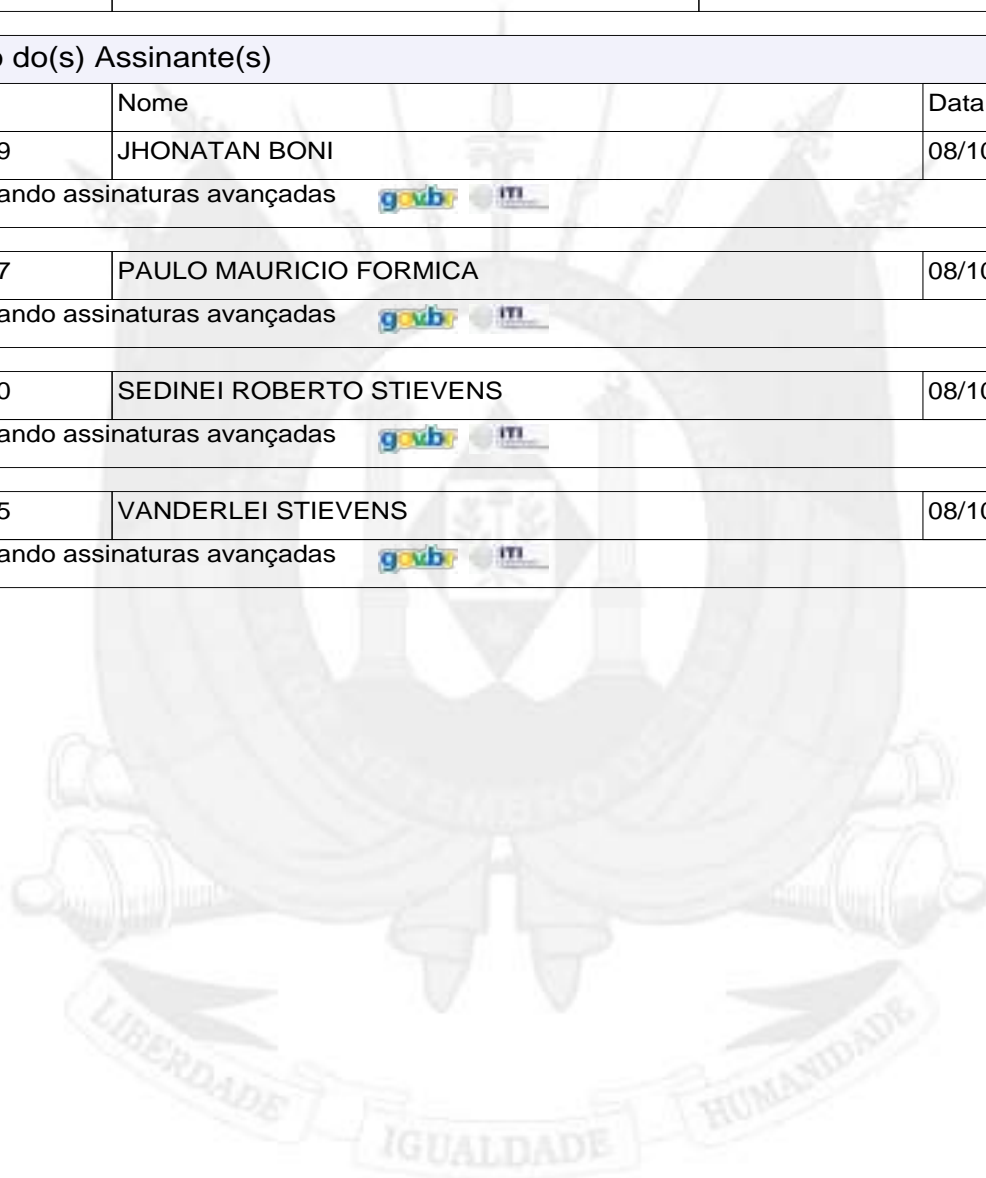 o do(s) Assinante(s)
Nome Data
9 JHONATAN BONI 08/10
ando assinaturas avançadas gov.br ITI
7 PAULO MAURICIO FORMICA 08/10
ando assinaturas avançadas gov.br ITI
0 SEDINEI ROBERTO STIEVENS 08/10
ando assinaturas avançadas gov.br ITI
5 VANDERLEI STIEVENS 08/10
ando assinaturas avançadas gov.br ITI
SETEMBRO DE
LIBERDADE IGUALDADE HUMANIDADE